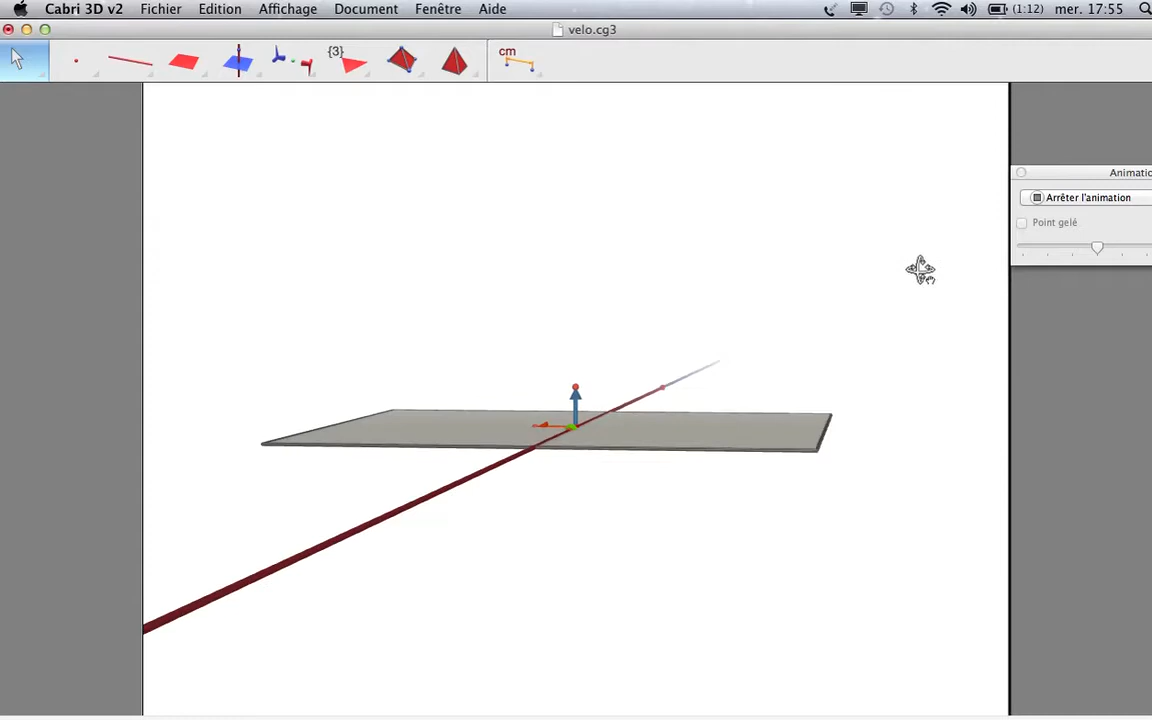 Cabri 3D v2 Fichier Edition Affichage Document Fenêtre Aide (1:12) mer. 17:55
velo.cg3
{3} cm
Animatio
Arrêter l'animation
Point gelé